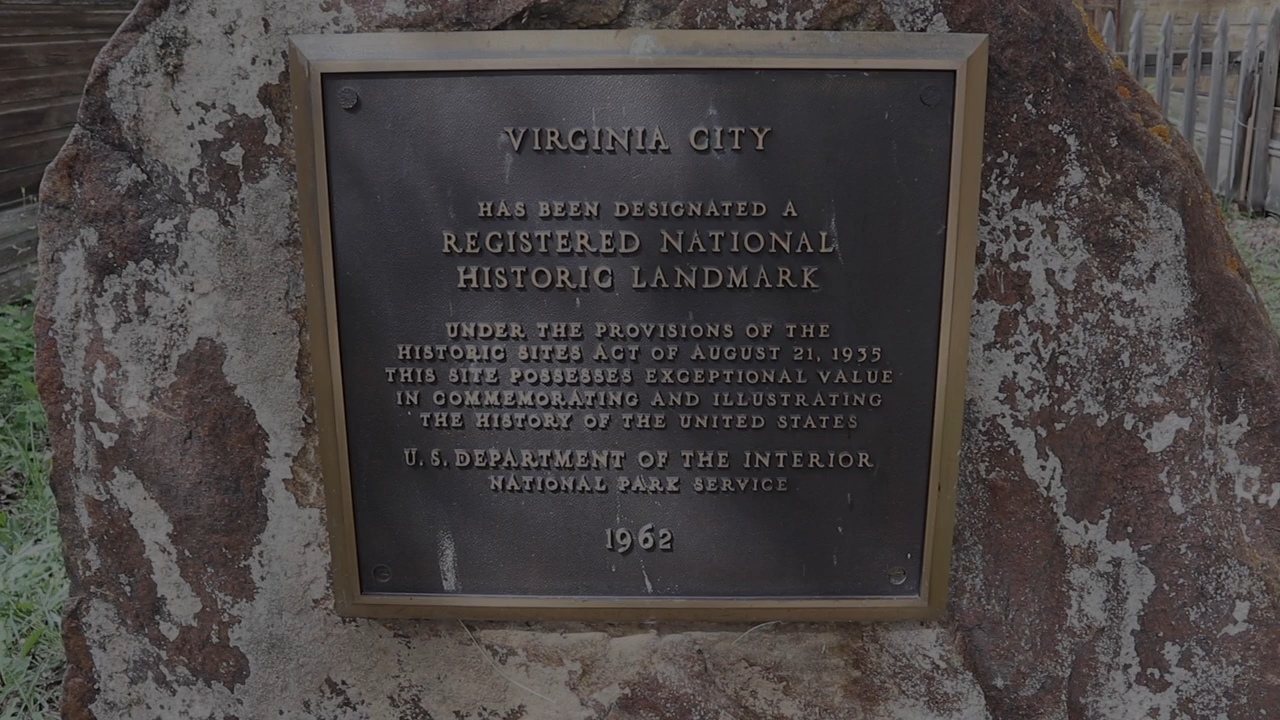 VIRGINIA CITY
HAS BEEN DESIGNATED A
REGISTERED NATIONAL
HISTORIC LANDMARK
UNDER THE PROVISIONS OF THE
HISTORIC SITES ACT OF AUGUST 21, 1935
THIS SITE POSSESSES EXCEPTIONAL VALUE
IN COMMEMORATING AND ILLUSTRATING
THE HISTORY OF THE UNITED STATES
U. S. DEPARTMENT OF THE INTERIOR
NATIONAL PARK SERVICE
1962